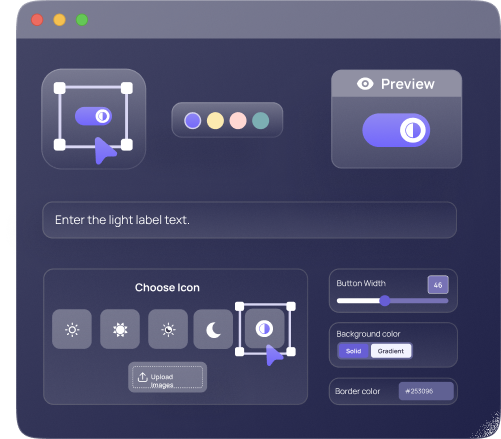 Preview
Enter the light label text.
Choose Icon
Upload
Images
Button Width
46
Background color
Solid
Gradient
Border color
#253096